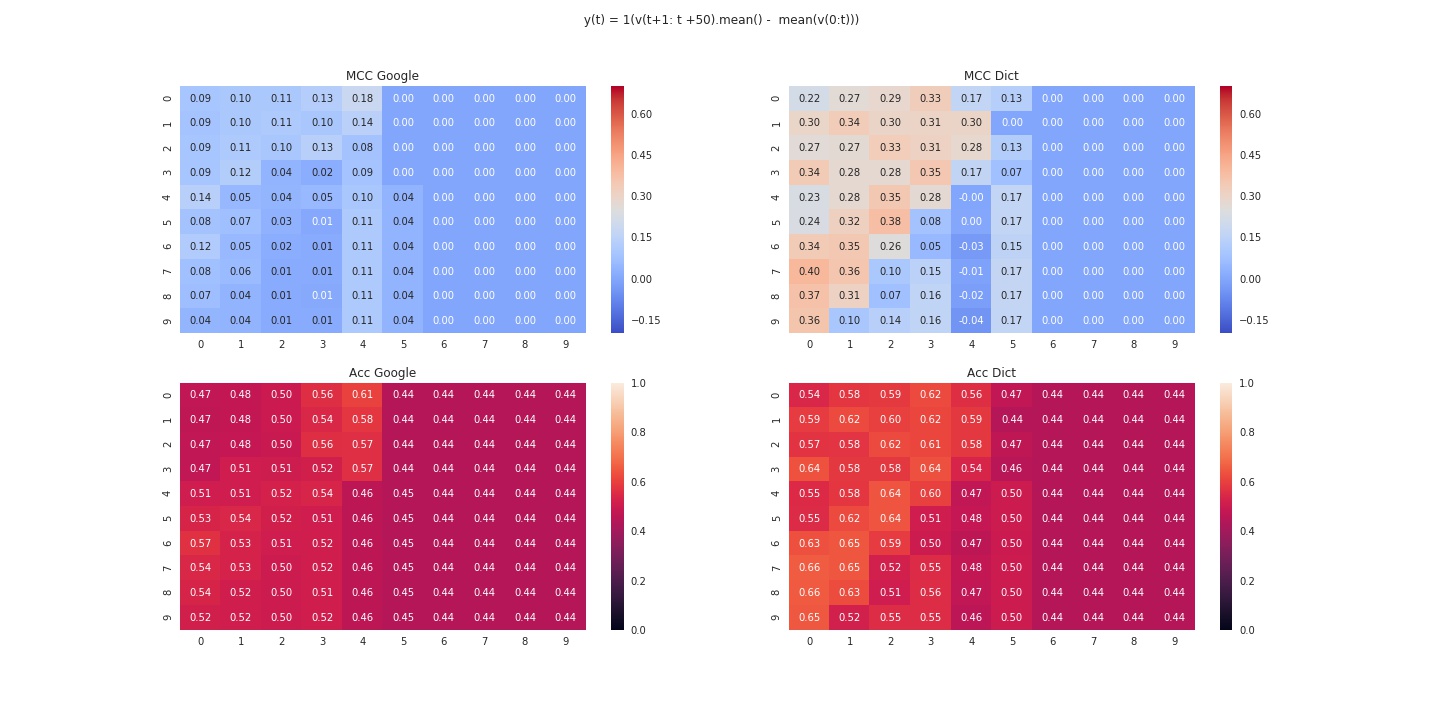 y(t) = 1(v(t+1: t +50).mean() -  mean(v(0:t)))
MCC Google
0 0.09 0.10 0.11 0.13 0.18 0.00 0.00 0.00 0.00 0.00
1 0.09 0.10 0.11 0.10 0.14 0.00 0.00 0.00 0.00 0.00
2 0.09 0.11 0.10 0.13 0.08 0.00 0.00 0.00 0.00 0.00
3 0.09 0.12 0.04 0.02 0.09 0.00 0.00 0.00 0.00 0.00
4 0.14 0.05 0.04 0.05 0.10 0.04 0.00 0.00 0.00 0.00
5 0.08 0.07 0.03 0.01 0.11 0.04 0.00 0.00 0.00 0.00
6 0.12 0.05 0.02 0.01 0.11 0.04 0.00 0.00 0.00 0.00
7 0.08 0.06 0.01 0.01 0.11 0.04 0.00 0.00 0.00 0.00
8 0.07 0.04 0.01 0.01 0.11 0.04 0.00 0.00 0.00 0.00
9 0.04 0.04 0.01 0.01 0.11 0.04 0.00 0.00 0.00 0.00
0 1 2 3 4 5 6 7 8 9
0.60
0.45
0.30
0.15
0.00
−0.15
MCC Dict
0 0.22 0.27 0.29 0.33 0.17 0.13 0.00 0.00 0.00 0.00
1 0.30 0.34 0.30 0.31 0.30 0.00 0.00 0.00 0.00 0.00
2 0.27 0.27 0.33 0.31 0.28 0.13 0.00 0.00 0.00 0.00
3 0.34 0.28 0.28 0.35 0.17 0.07 0.00 0.00 0.00 0.00
4 0.23 0.28 0.35 0.28 -0.00 0.17 0.00 0.00 0.00 0.00
5 0.24 0.32 0.38 0.08 0.00 0.17 0.00 0.00 0.00 0.00
6 0.34 0.35 0.26 0.05 -0.03 0.15 0.00 0.00 0.00 0.00
7 0.40 0.36 0.10 0.15 -0.01 0.17 0.00 0.00 0.00 0.00
8 0.37 0.31 0.07 0.16 -0.02 0.17 0.00 0.00 0.00 0.00
9 0.36 0.10 0.14 0.16 -0.04 0.17 0.00 0.00 0.00 0.00
0 1 2 3 4 5 6 7 8 9
0.60
0.45
0.30
0.15
0.00
−0.15
Acc Google
0 0.47 0.48 0.50 0.56 0.61 0.44 0.44 0.44 0.44 0.44
1 0.47 0.48 0.50 0.54 0.58 0.44 0.44 0.44 0.44 0.44
2 0.47 0.48 0.50 0.56 0.57 0.44 0.44 0.44 0.44 0.44
3 0.47 0.51 0.51 0.52 0.57 0.44 0.44 0.44 0.44 0.44
4 0.51 0.51 0.52 0.54 0.46 0.45 0.44 0.44 0.44 0.44
5 0.53 0.54 0.52 0.51 0.46 0.45 0.44 0.44 0.44 0.44
6 0.57 0.53 0.51 0.52 0.46 0.45 0.44 0.44 0.44 0.44
7 0.54 0.53 0.50 0.52 0.46 0.45 0.44 0.44 0.44 0.44
8 0.54 0.52 0.50 0.51 0.46 0.45 0.44 0.44 0.44 0.44
9 0.52 0.52 0.50 0.52 0.46 0.45 0.44 0.44 0.44 0.44
0 1 2 3 4 5 6 7 8 9
1.0
0.8
0.6
0.4
0.2
0.0
Acc Dict
0 0.54 0.58 0.59 0.62 0.56 0.47 0.44 0.44 0.44 0.44
1 0.59 0.62 0.60 0.62 0.59 0.44 0.44 0.44 0.44 0.44
2 0.57 0.58 0.62 0.61 0.58 0.47 0.44 0.44 0.44 0.44
3 0.64 0.58 0.58 0.64 0.54 0.46 0.44 0.44 0.44 0.44
4 0.55 0.58 0.64 0.60 0.47 0.50 0.44 0.44 0.44 0.44
5 0.55 0.62 0.64 0.51 0.48 0.50 0.44 0.44 0.44 0.44
6 0.63 0.65 0.59 0.50 0.47 0.50 0.44 0.44 0.44 0.44
7 0.66 0.65 0.52 0.55 0.48 0.50 0.44 0.44 0.44 0.44
8 0.66 0.63 0.51 0.56 0.47 0.50 0.44 0.44 0.44 0.44
9 0.65 0.52 0.55 0.55 0.46 0.50 0.44 0.44 0.44 0.44
0 1 2 3 4 5 6 7 8 9
1.0
0.8
0.6
0.4
0.2
0.0